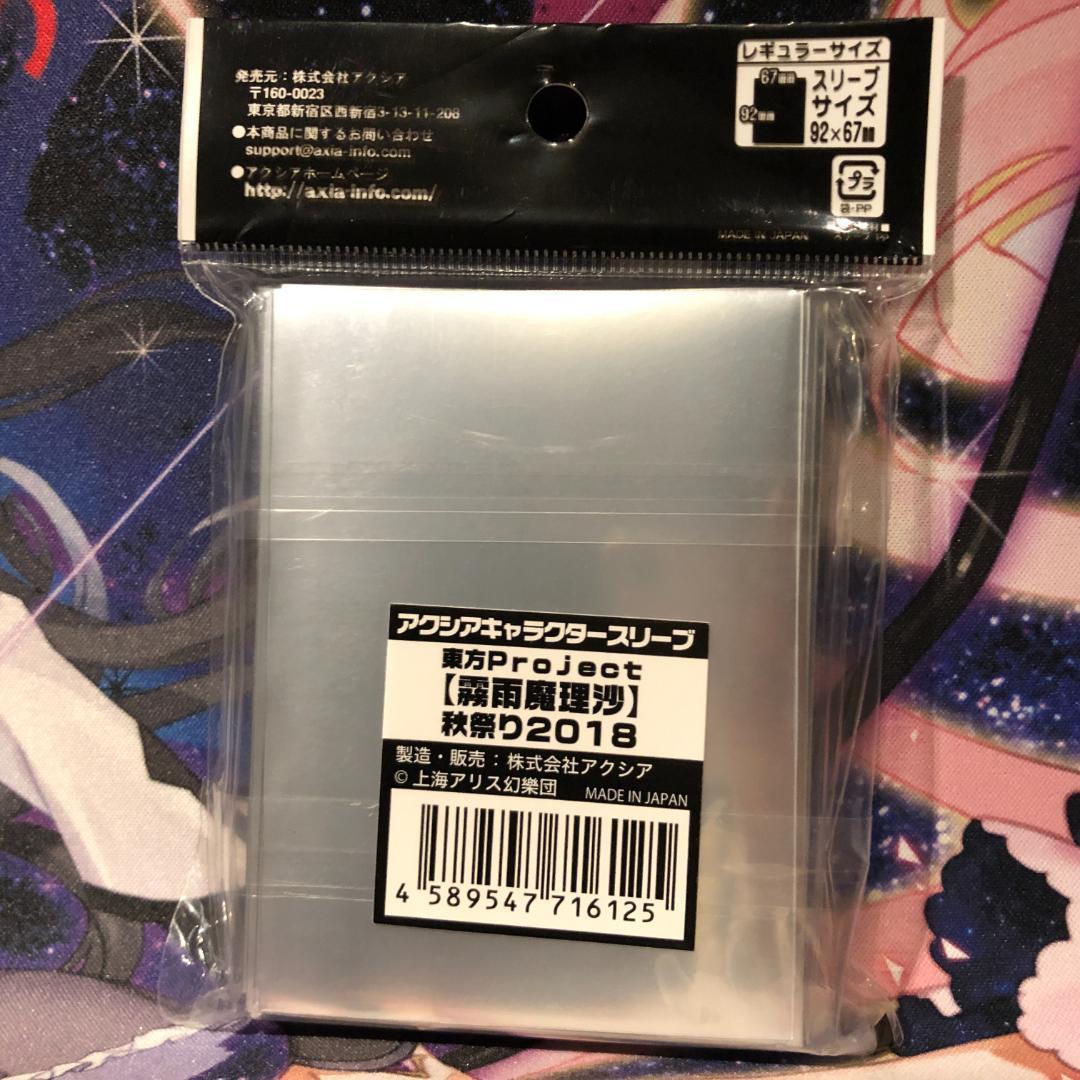 発売元：株式会社アクシア
〒160-0023
東京都新宿区西新宿3-13-11-208
●本商品に関するお問い合わせ
support@axia-info.com
●アクシアホームページ
http://axia-info.com/
レギュラーサイズ
67mm
92mm
スリーブ
サイズ
92×67mm
プラ
袋:PP
MADE IN JAPAN
アクシアキャラクタースリーブ
東方Project
【霧雨魔理沙】
秋祭り2018
製造・販売：株式会社アクシア
© 上海アリス幻樂団
MADE IN JAPAN
4 589547 716125